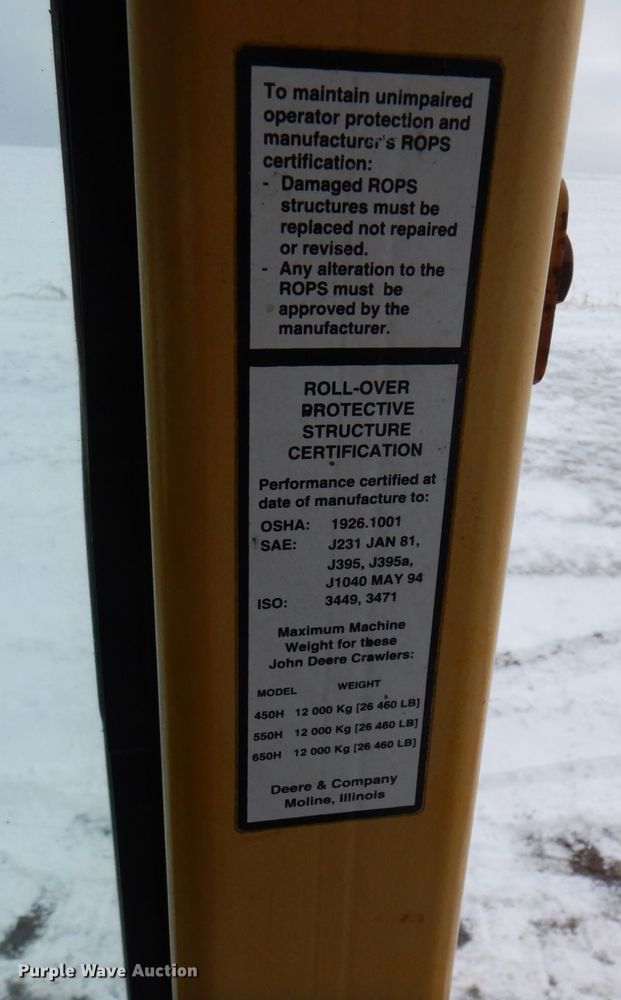 To maintain unimpaired
operator protection and
manufacturer's ROPS
certification:
- Damaged ROPS
structures must be
replaced not repaired
or revised.
- Any alteration to the
ROPS must be
approved by the
manufacturer.
ROLL-OVER
PROTECTIVE
STRUCTURE
CERTIFICATION
Performance certified at
date of manufacture to:
OSHA: 1926.1001
SAE: J231 JAN 81,
J395, J395a,
J1040 MAY 94
ISO: 3449, 3471
Maximum Machine
Weight for these
John Deere Crawlers:
MODEL WEIGHT
450H 12 000 Kg [26 460 LB]
550H 12 000 Kg [26 460 LB]
650H 12 000 Kg [26 460 LB]
Deere & Company
Moline, Illinois
Purple Wave Auction